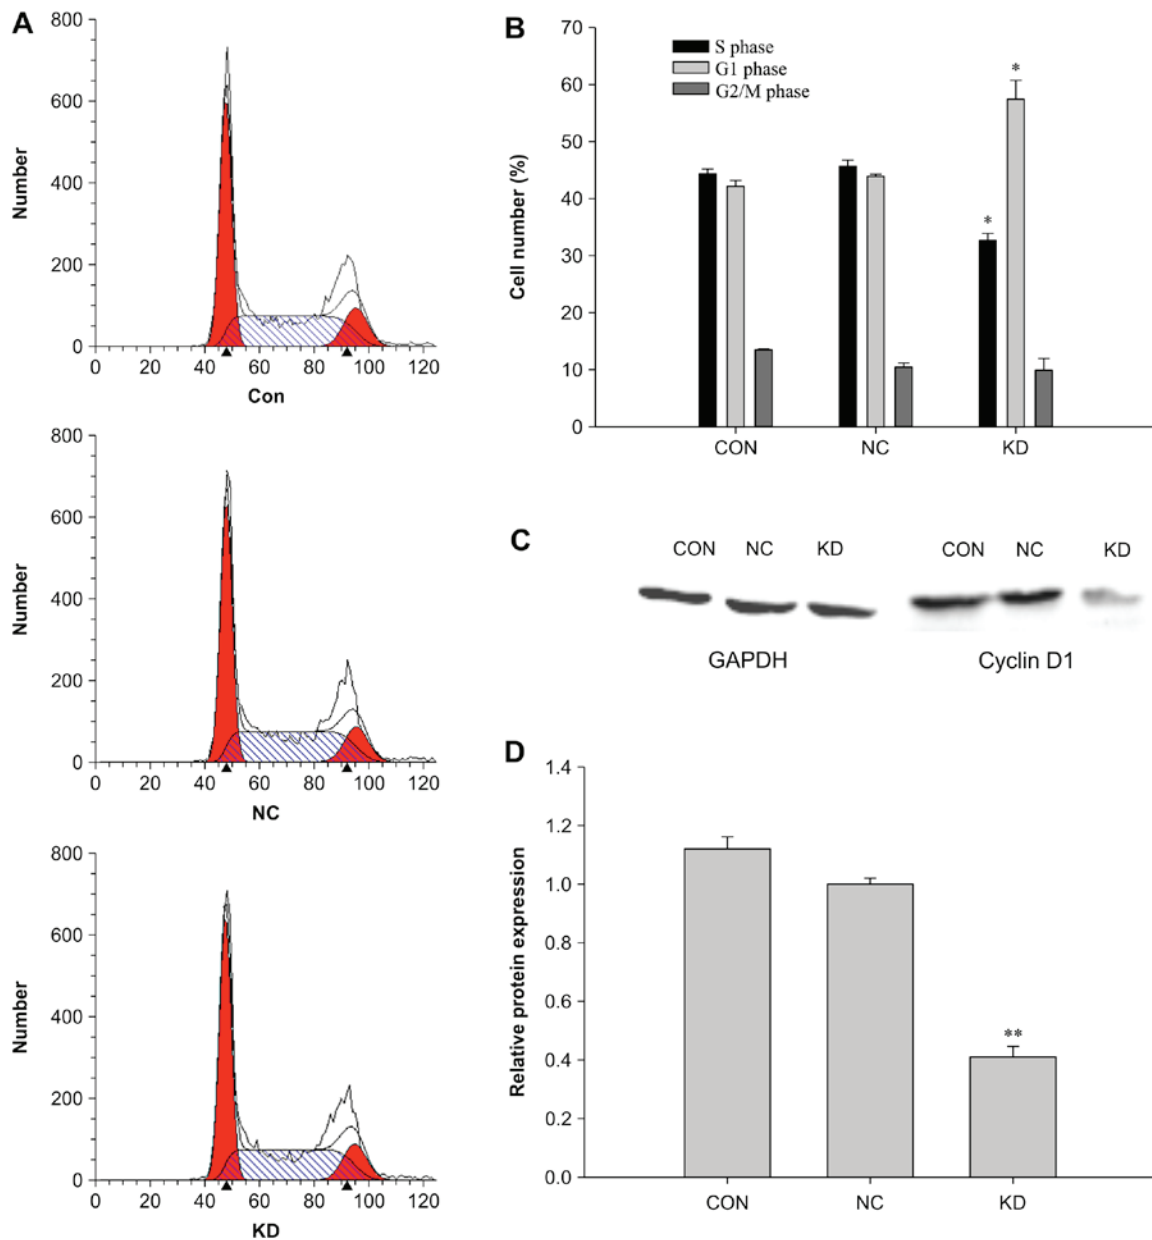 A
800
600
400
200
0
Number
0 20 40 60 80 100 120
Con
800
600
400
200
0
Number
0 20 40 60 80 100 120
NC
800
600
400
200
0
Number
0 20 40 60 80 100 120
KD
B
70
60
50
40
30
20
10
0
Cell number (%)
S phase
G1 phase
G2/M phase
*
*
CON NC KD
C
CON NC KD CON NC KD
GAPDH Cyclin D1
D
1.4
1.2
1.0
0.8
0.6
0.4
0.2
0.0
Relative protein expression
**
CON NC KD